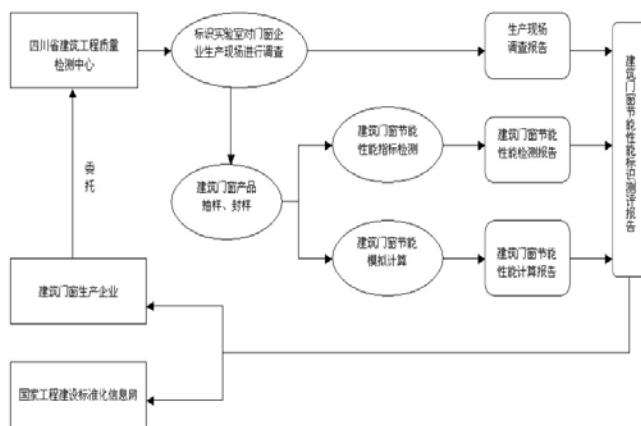 四川省建筑工程质量
检测中心
标识实验室对门窗企
业生产现场进行调查
生产现场
调查报告
建筑门窗节能性能标识测评报告
建筑门窗节能
性能指标检测
建筑门窗节能
性能检测报告
委托
建筑门窗产品
抽样、封样
建筑门窗节能
模拟计算
建筑门窗节能
性能计算报告
建筑门窗生产企业
国家工程建设标准化信息网